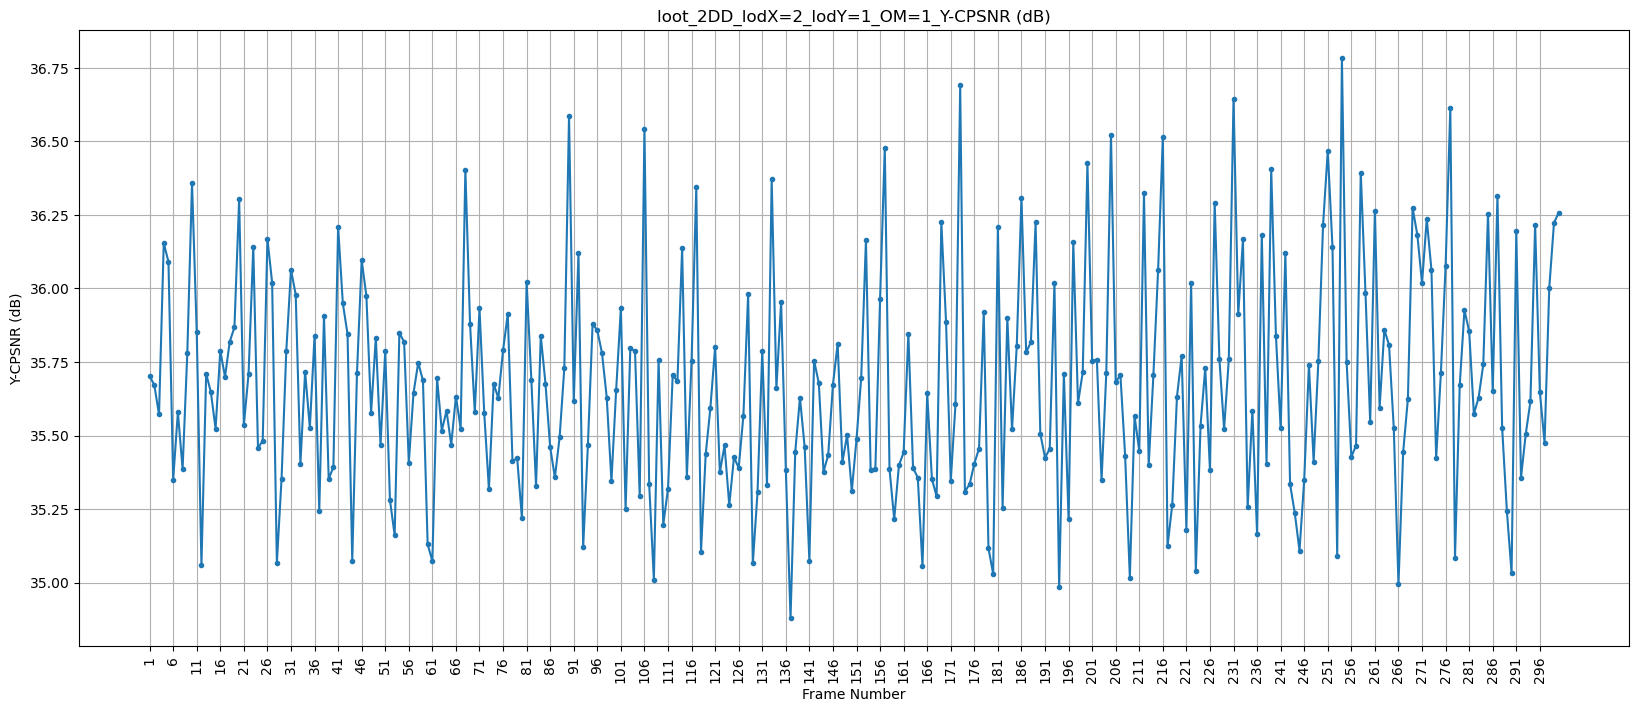 loot_2DD_lodX=2_lodY=1_OM=1_Y-CPSNR (dB)
Y-CPSNR (dB)
36.75
36.50
36.25
36.00
35.75
35.50
35.25
35.00
1 6 11 16 21 26 31 36 41 46 51 56 61 66 71 76 81 86 91 96 101 106 111 116 121 126 131 136 141 146 151 156 161 166 171 176 181 186 191 196 201 206 211 216 221 226 231 236 241 246 251 256 261 266 271 276 281 286 291 296
Frame Number